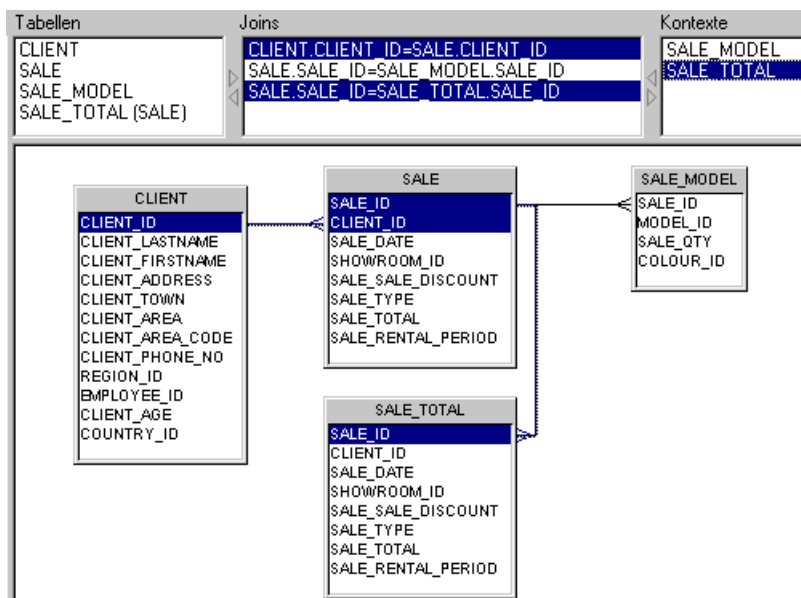 Tabellen
CLIENT
SALE
SALE_MODEL
SALE_TOTAL (SALE)
Joins
CLIENT.CLIENT_ID=SALE.CLIENT_ID
SALE.SALE_ID=SALE_MODEL.SALE_ID
SALE.SALE_ID=SALE_TOTAL.SALE_ID
Kontexte
SALE_MODEL
SALE_TOTAL
CLIENT
CLIENT_ID
CLIENT_LASTNAME
CLIENT_FIRSTNAME
CLIENT_ADDRESS
CLIENT_TOWN
CLIENT_AREA
CLIENT_AREA_CODE
CLIENT_PHONE_NO
REGION_ID
EMPLOYEE_ID
CLIENT_AGE
COUNTRY_ID
SALE
SALE_ID
CLIENT_ID
SALE_DATE
SHOWROOM_ID
SALE_SALE_DISCOUNT
SALE_TYPE
SALE_TOTAL
SALE_RENTAL_PERIOD
SALE_MODEL
SALE_ID
MODEL_ID
SALE_QTY
COLOUR_ID
SALE_TOTAL
SALE_ID
CLIENT_ID
SALE_DATE
SHOWROOM_ID
SALE_SALE_DISCOUNT
SALE_TYPE
SALE_TOTAL
SALE_RENTAL_PERIOD